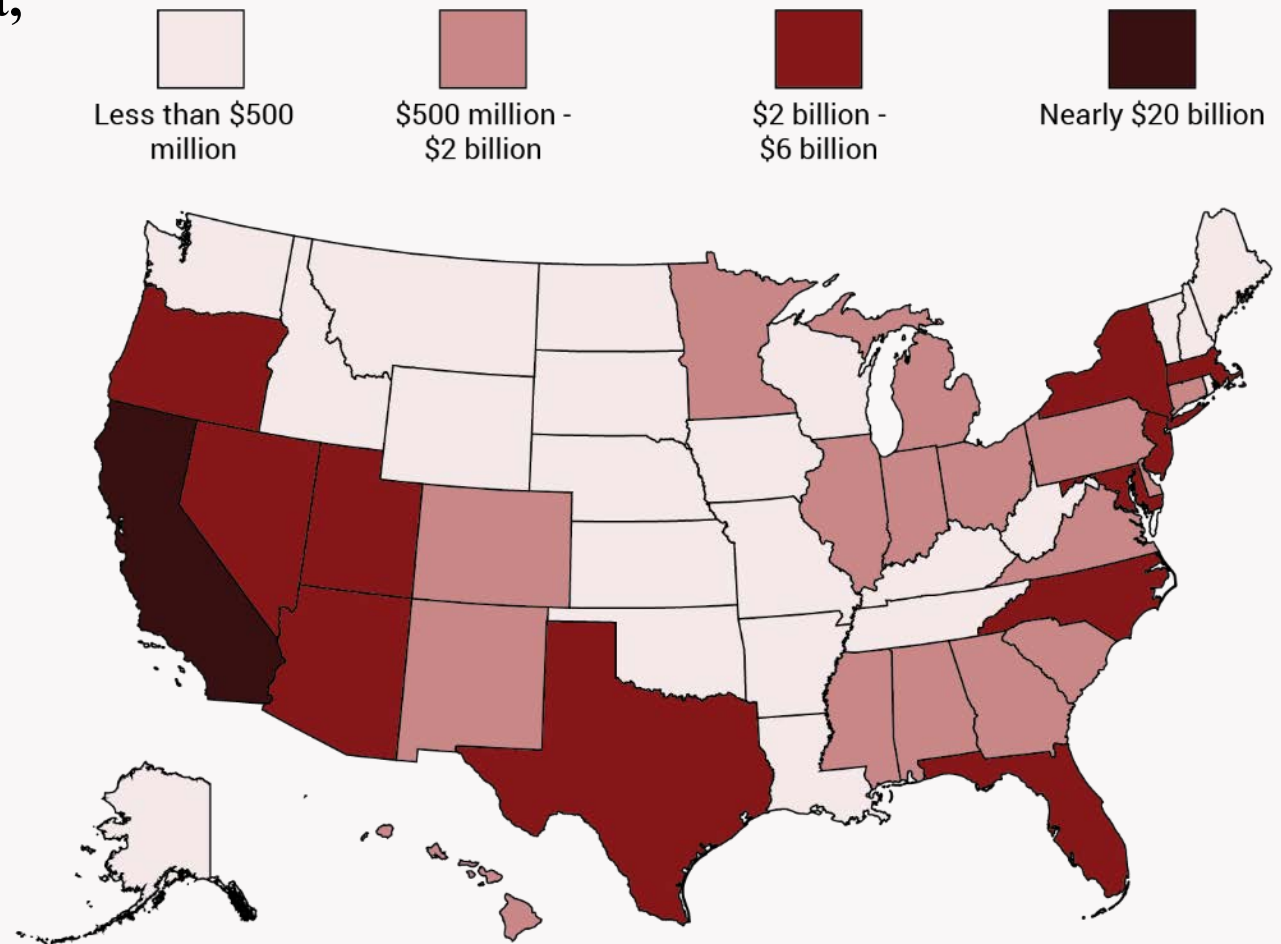 Less than $500
million
$500 million -
$2 billion
$2 billion -
$6 billion
Nearly $20 billion